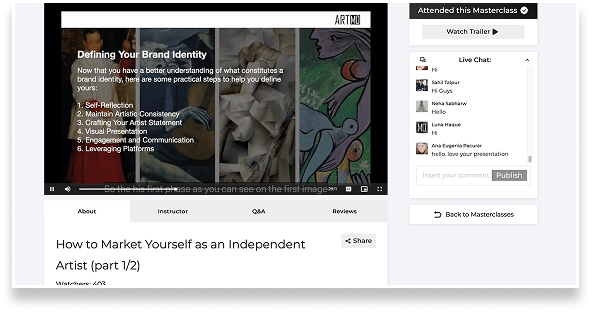 ARTMO
Defining Your Brand Identity
Now that you have a better understanding of what constitutes a
brand identity, here are some practical steps to help you define
yours:
1. Self-Reflection
2. Maintain Artistic Consistency
3. Crafting Your Artist Statement
4. Visual Presentation
5. Engagement and Communication
6. Leveraging Platforms
So the his first phase as you can see on the first image
About
Instructor
Q&A
Reviews
How to Market Yourself as an Independent
Artist (part 1/2)
Share
Watchers: 403
Attended this Masterclass
Watch Trailer
Live Chat:
Hi
Sahil Talpur
Hi Guys
Neha Sabharw
Hello
Luna Haque
Hi
Ana Eugenia Pacurar
hello. love your presentation
Insert your comment
Publish
Back to Masterclasses